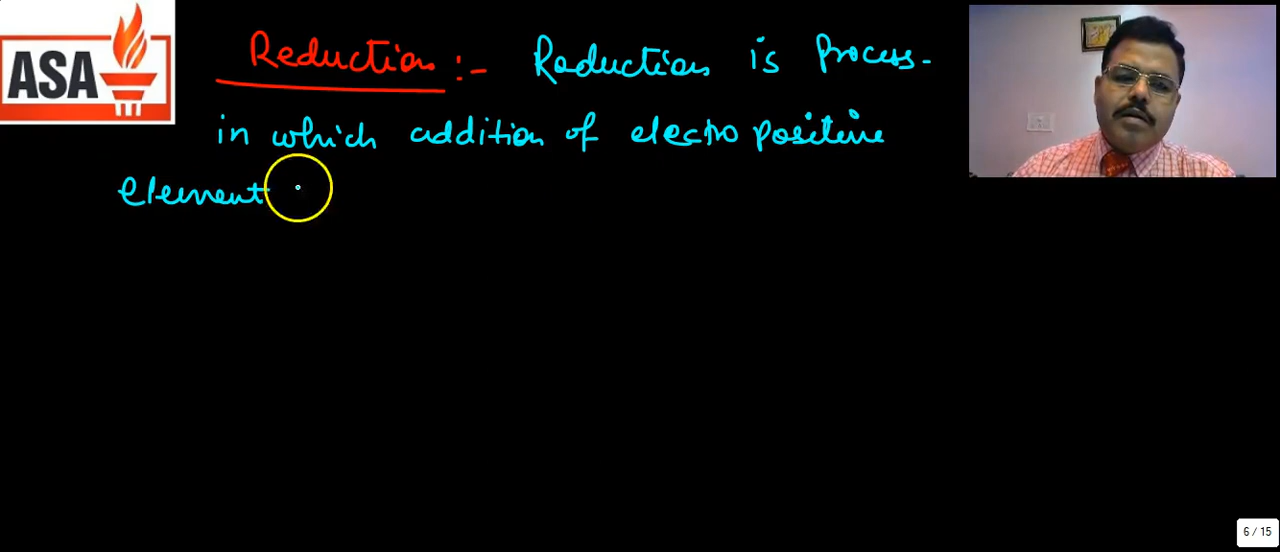 ASA
Reduction :- Reduction is Process-
in which addition of electro positive
element
6 / 15